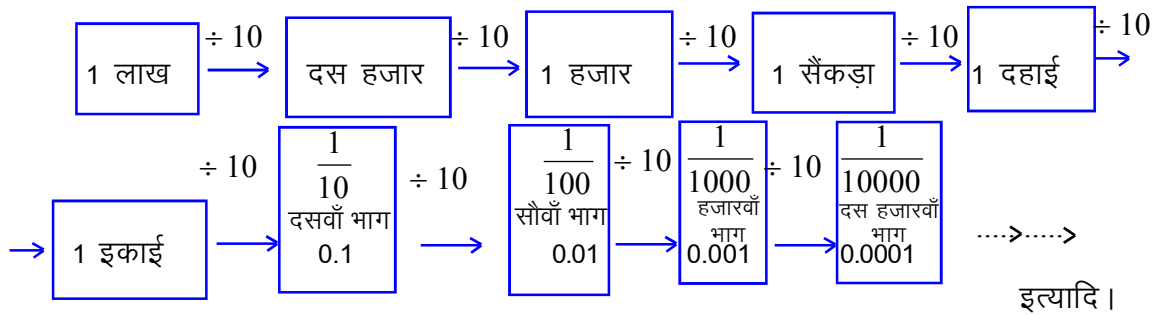 1 लाख ÷ 10 दस हजार ÷ 10 1 हजार ÷ 10 1 सैंकड़ा ÷ 10 1 दहाई ÷ 10
1 इकाई ÷ 10
1/10
दसवाँ भाग
0.1
÷ 10
1/100
सौवाँ भाग
0.01
÷ 10
1/1000
हजारवाँ
भाग
0.001
÷ 10
1/10000
दस हजारवाँ
भाग
0.0001
इत्यादि।